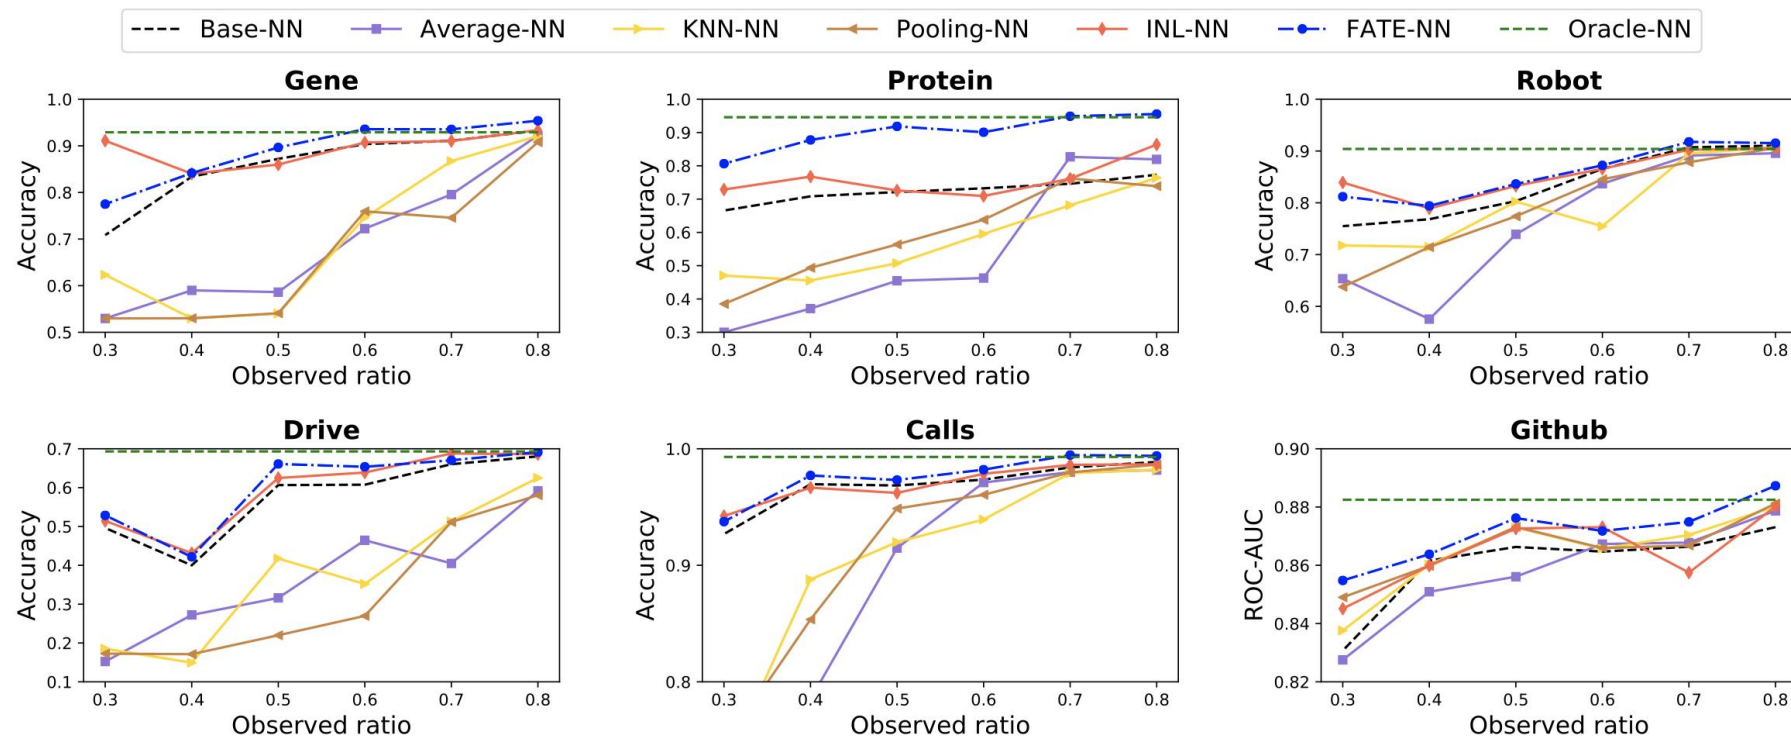 Base-NN Average-NN KNN-NN Pooling-NN INL-NN FATE-NN Oracle-NN
Gene
1.0
0.9
0.8
0.7
0.6
0.5
Accuracy
0.3 0.4 0.5 0.6 0.7 0.8
Observed ratio
Protein
1.0
0.9
0.8
0.7
0.6
0.5
0.4
0.3
Accuracy
0.3 0.4 0.5 0.6 0.7 0.8
Observed ratio
Robot
1.0
0.9
0.8
0.7
0.6
Accuracy
0.3 0.4 0.5 0.6 0.7 0.8
Observed ratio
Drive
0.7
0.6
0.5
0.4
0.3
0.2
0.1
Accuracy
0.3 0.4 0.5 0.6 0.7 0.8
Observed ratio
Calls
1.0
0.9
0.8
Accuracy
0.3 0.4 0.5 0.6 0.7 0.8
Observed ratio
Github
0.90
0.88
0.86
0.84
0.82
ROC-AUC
0.3 0.4 0.5 0.6 0.7 0.8
Observed ratio